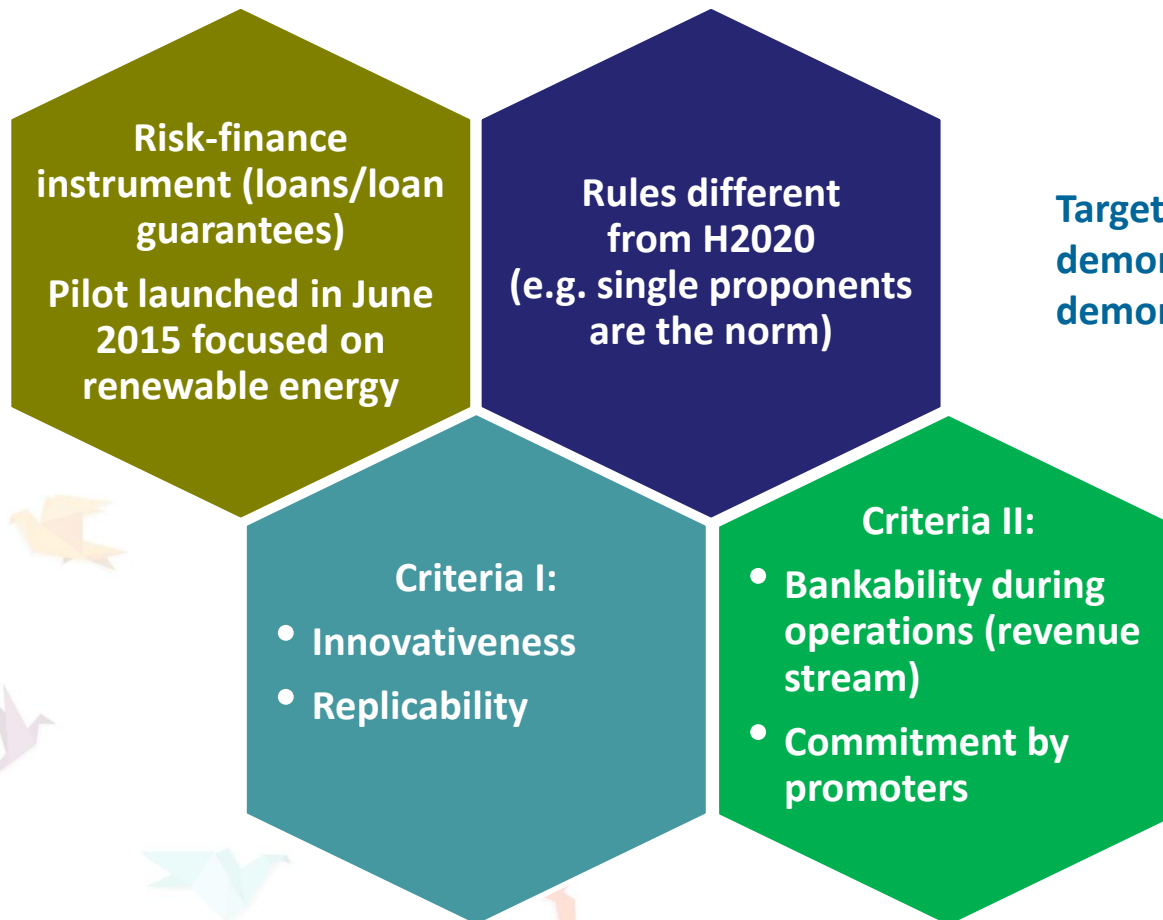 Risk-finance
instrument (loans/loan
guarantees)
Pilot launched in June
2015 focused on
renewable energy
Rules different
from H2020
(e.g. single proponents
are the norm)
Target
Criteria I:
• Innovativeness
• Replicability
Criteria II:
• Bankability during
operations (revenue
stream)
• Commitment by
promoters